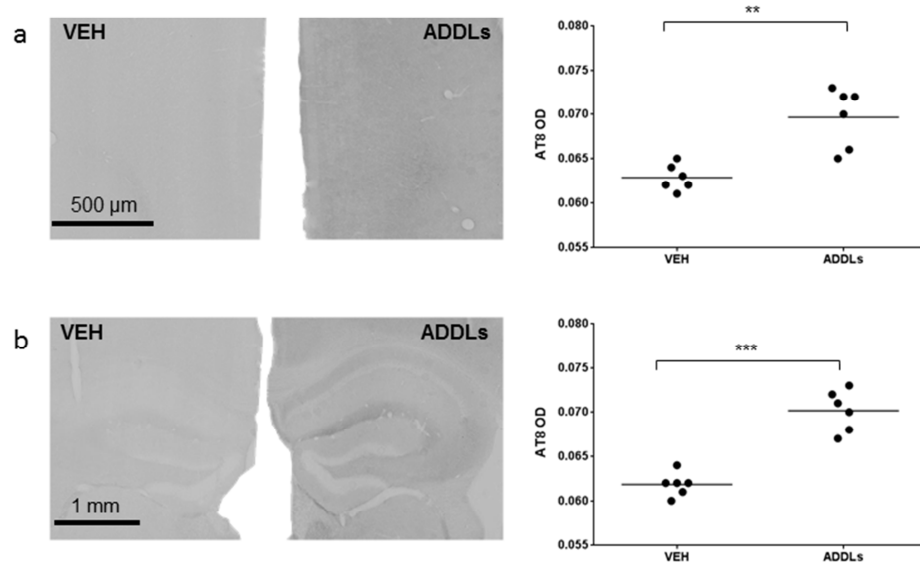 a
VEH
ADDLs
500 µm
**
0.080
0.075
0.070
0.065
0.060
0.055
AT8 OD
VEH
ADDLs
b
VEH
ADDLs
1 mm
***
0.080
0.075
0.070
0.065
0.060
0.055
AT8 OD
VEH
ADDLs